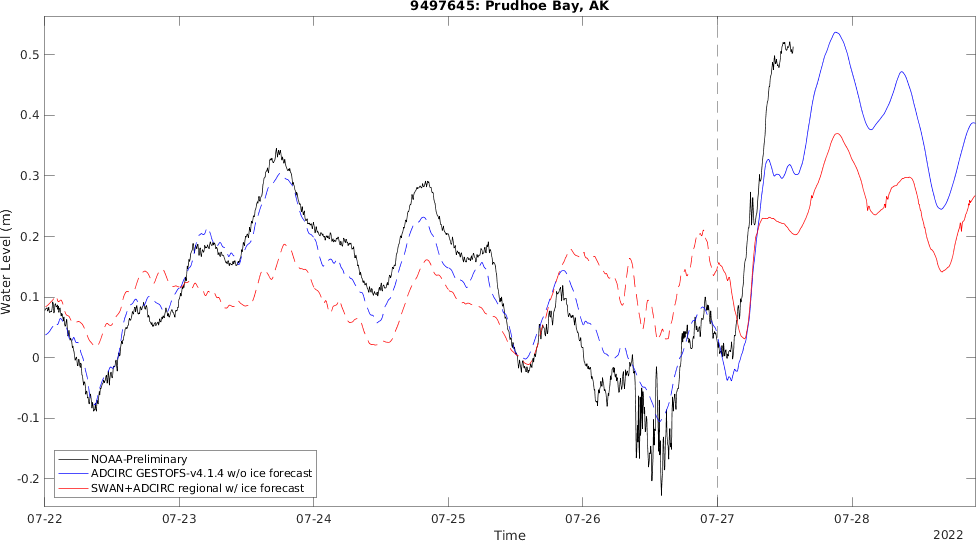 9497645: Prudhoe Bay, AK
Water Level (m)
0.5
0.4
0.3
0.2
0.1
0
-0.1
-0.2
NOAA-Preliminary
ADCIRC GESTOFS-v4.1.4 w/o ice forecast
SWAN+ADCIRC regional w/ ice forecast
07-22 07-23 07-24 07-25 07-26 07-27 07-28
Time
2022